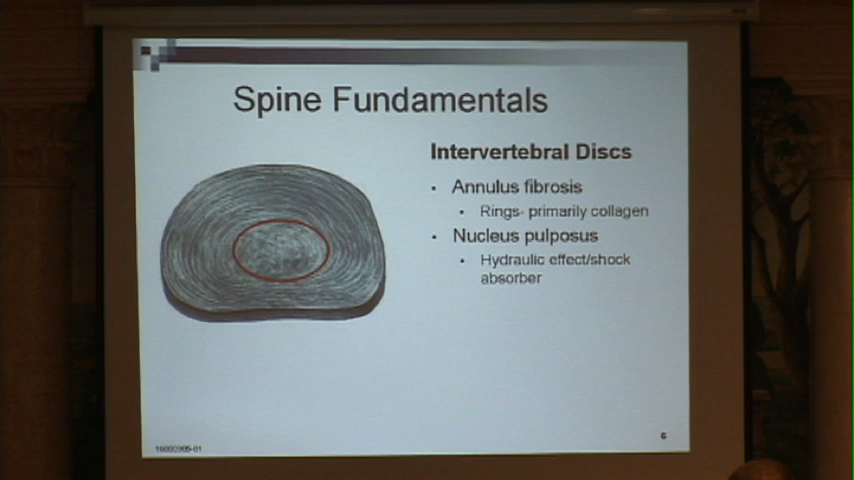 Spine Fundamentals
Intervertebral Discs
• Annulus fibrosis
• Rings- primarily collagen
• Nucleus pulposus
• Hydraulic effect/shock
absorber
6